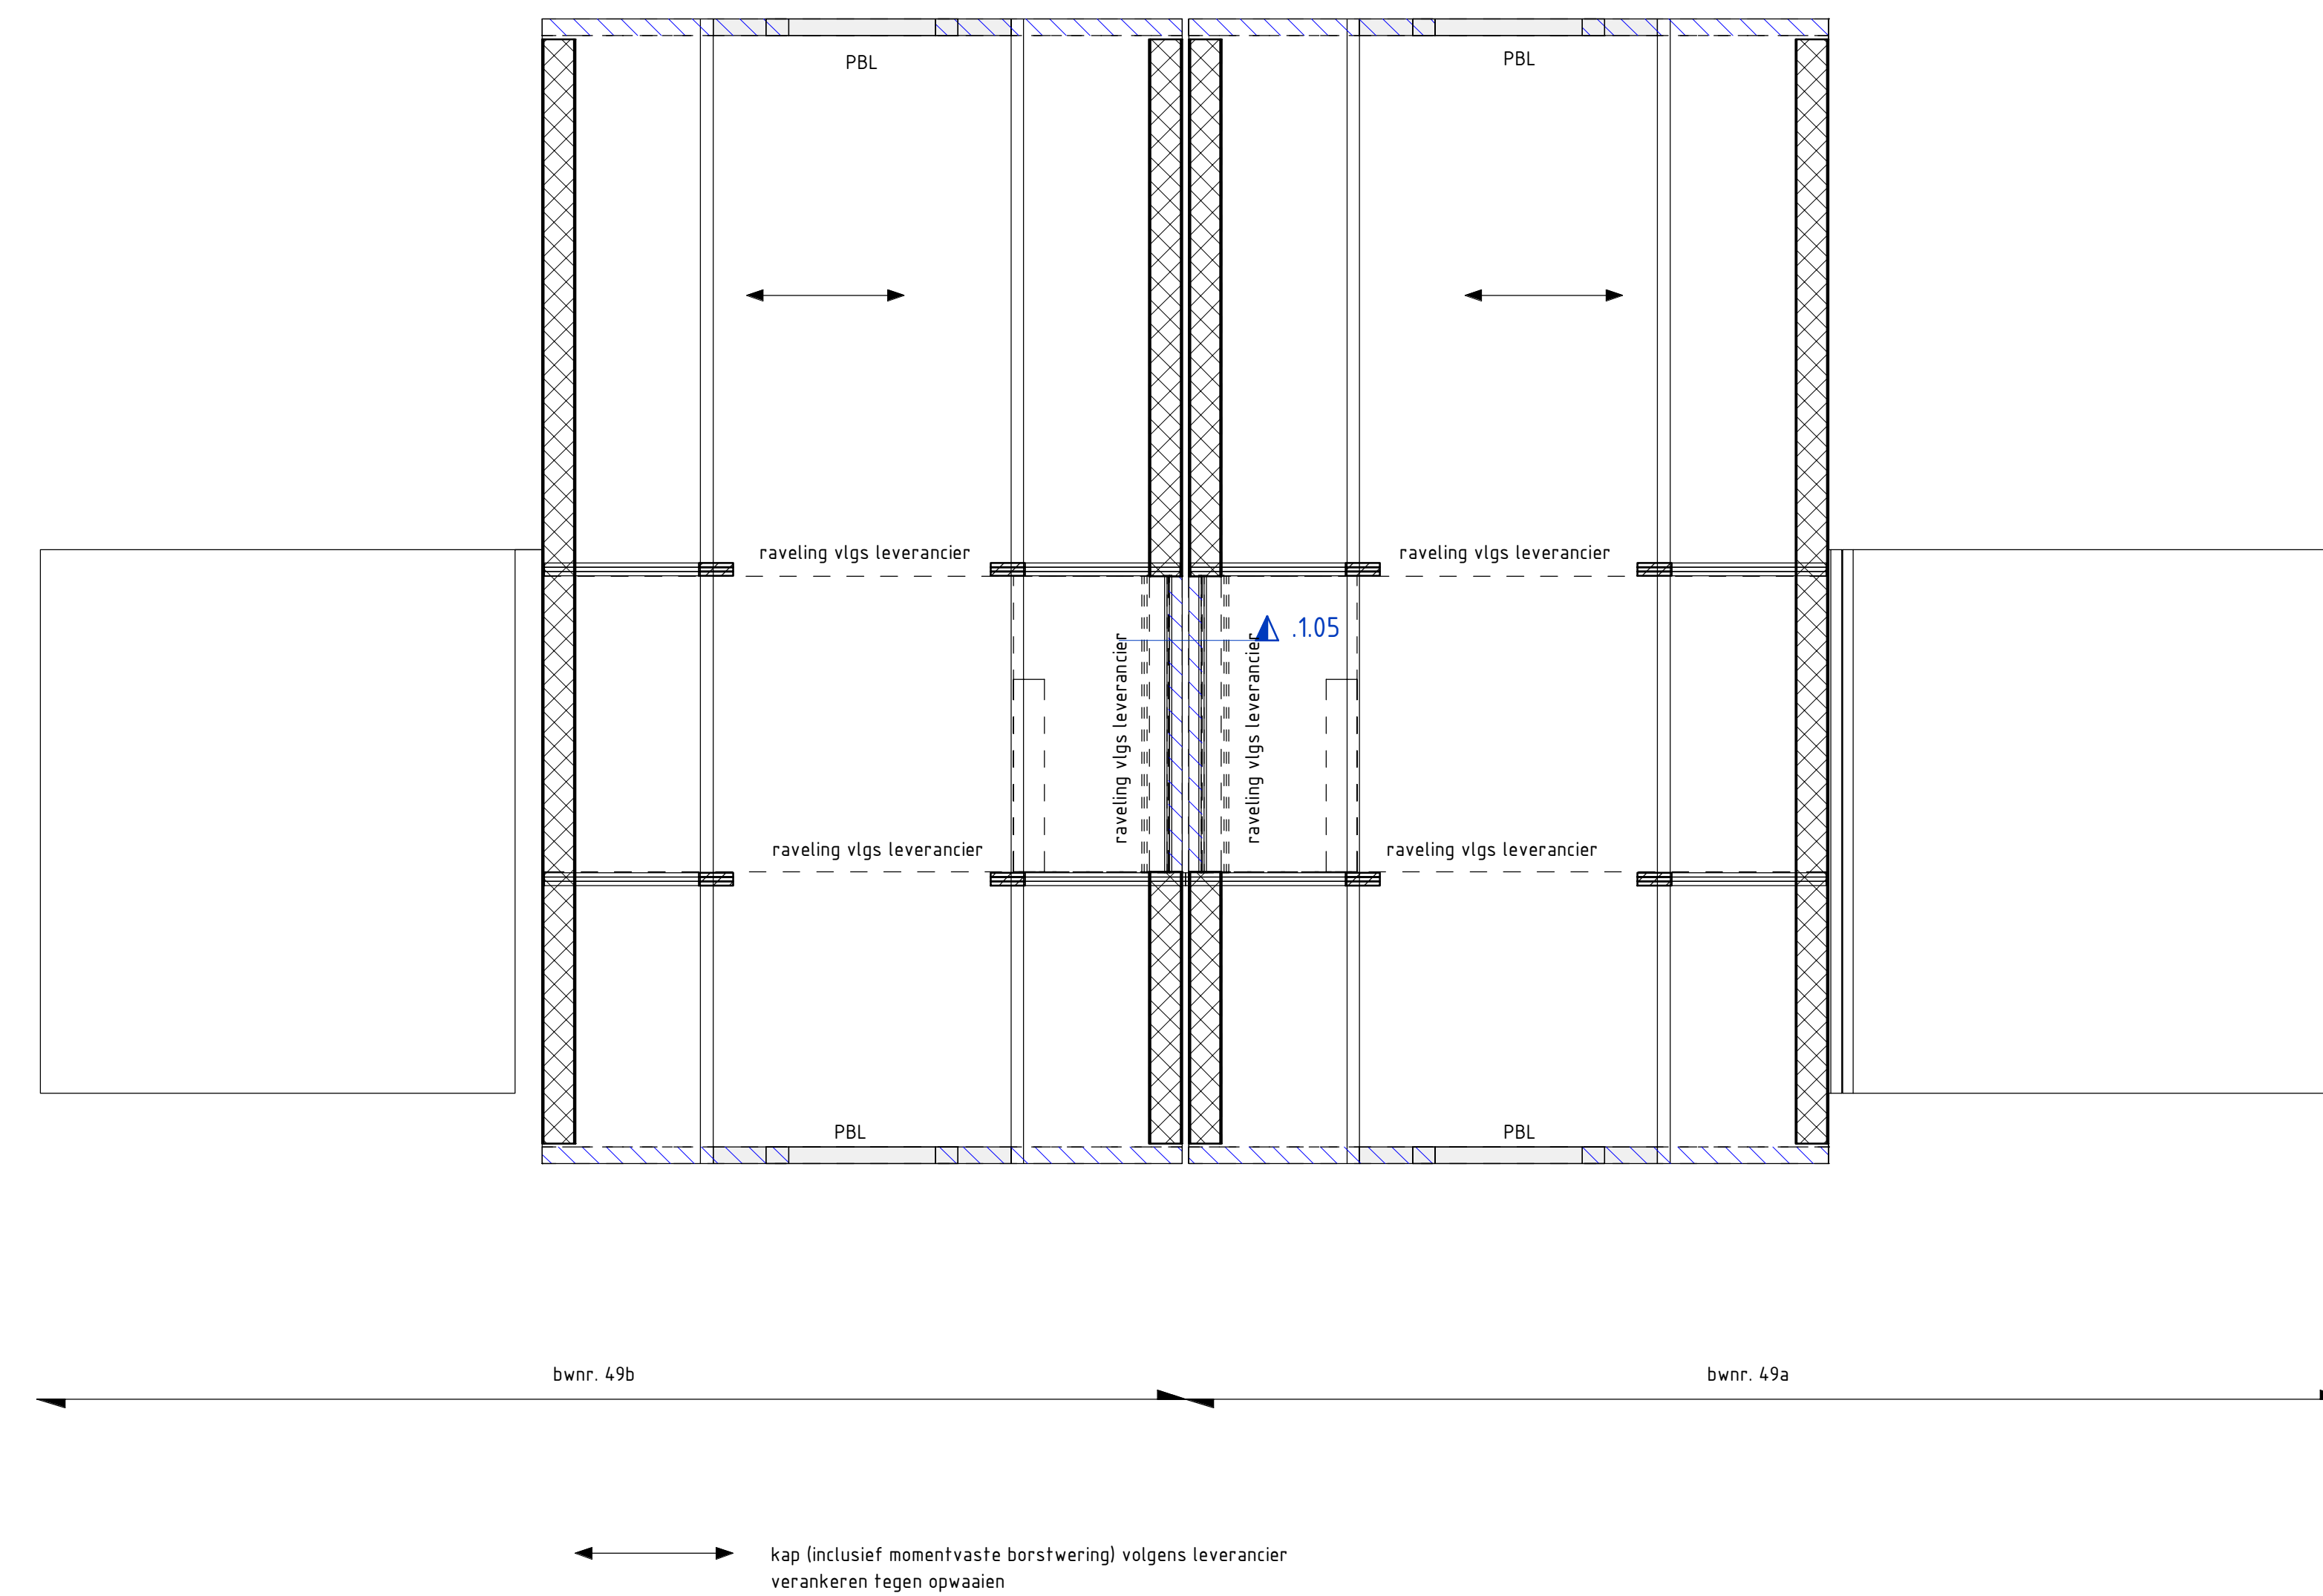 PBL
PBL
raveling vlgs leverancier
raveling vlgs leverancier
.1.05
raveling vlgs leverancier
raveling vlgs leverancier
raveling vlgs leverancier
raveling vlgs leverancier
PBL
PBL
bwnr. 49b
bwnr. 49a
kap (inclusief momentvaste borstwering) volgens leverancier
verankeren tegen opwaaien